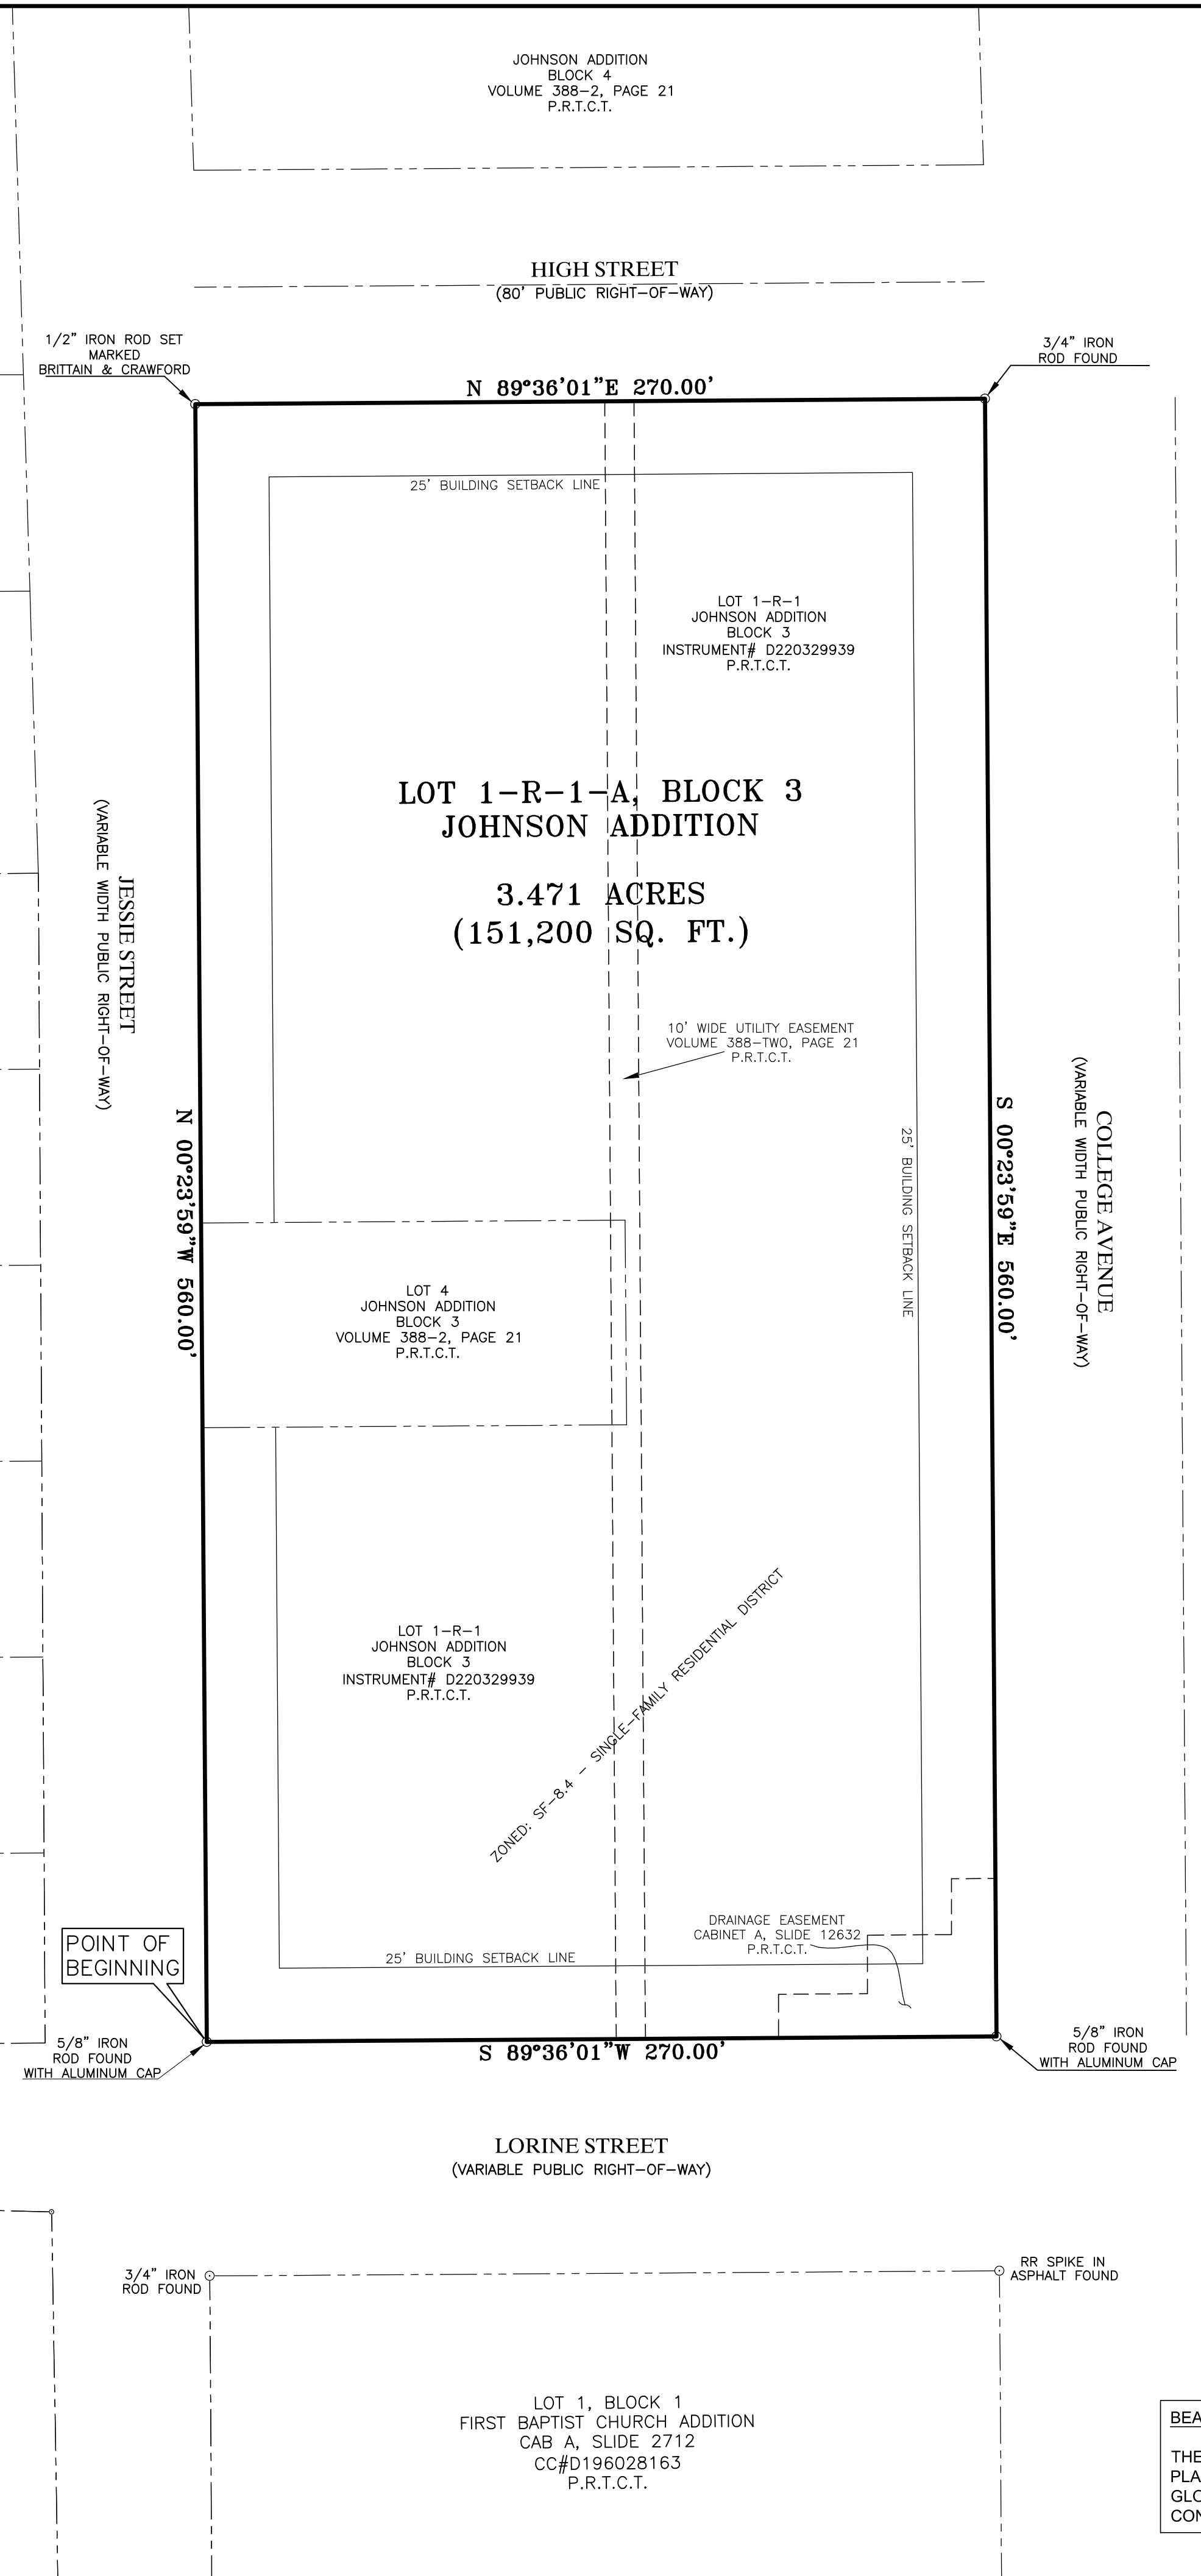 JOHNSON ADDITION
BLOCK 4
VOLUME 388-2, PAGE 21
P.R.T.C.T.
HIGH STREET
(80' PUBLIC RIGHT-OF-WAY)
1/2" IRON ROD SET
MARKED
BRITTAIN & CRAWFORD
3/4" IRON
ROD FOUND
N 89°36'01"E 270.00'
25' BUILDING SETBACK LINE
LOT 1-R-1
JOHNSON ADDITION
BLOCK 3
INSTRUMENT# D220329939
P.R.T.C.T.
LOT 1-R-1-A, BLOCK 3
JOHNSON ADDITION
3.471 ACRES
(151,200 SQ. FT.)
JESSIE STREET
(VARIABLE WIDTH PUBLIC RIGHT-OF-WAY)
10' WIDE UTILITY EASEMENT
VOLUME 388-TWO, PAGE 21
P.R.T.C.T.
N 00°23'59"W 560.00'
25' BUILDING SETBACK LINE
S 00°23'59"E 560.00'
COLLEGE AVENUE
(VARIABLE WIDTH PUBLIC RIGHT-OF-WAY)
LOT 4
JOHNSON ADDITION
BLOCK 3
VOLUME 388-2, PAGE 21
P.R.T.C.T.
LOT 1-R-1
JOHNSON ADDITION
BLOCK 3
INSTRUMENT# D220329939
P.R.T.C.T.
ZONED: SF-8.4 - SINGLE-FAMILY RESIDENTIAL DISTRICT
DRAINAGE EASEMENT
CABINET A, SLIDE 12632
P.R.T.C.T.
POINT OF
BEGINNING
25' BUILDING SETBACK LINE
5/8" IRON
ROD FOUND
WITH ALUMINUM CAP
S 89°36'01"W 270.00'
5/8" IRON
ROD FOUND
WITH ALUMINUM CAP
LORINE STREET
(VARIABLE PUBLIC RIGHT-OF-WAY)
3/4" IRON
ROD FOUND
RR SPIKE IN
ASPHALT FOUND
LOT 1, BLOCK 1
FIRST BAPTIST CHURCH ADDITION
CAB A, SLIDE 2712
CC#D196028163
P.R.T.C.T.
BEA
THE
PLA
GLO
CON